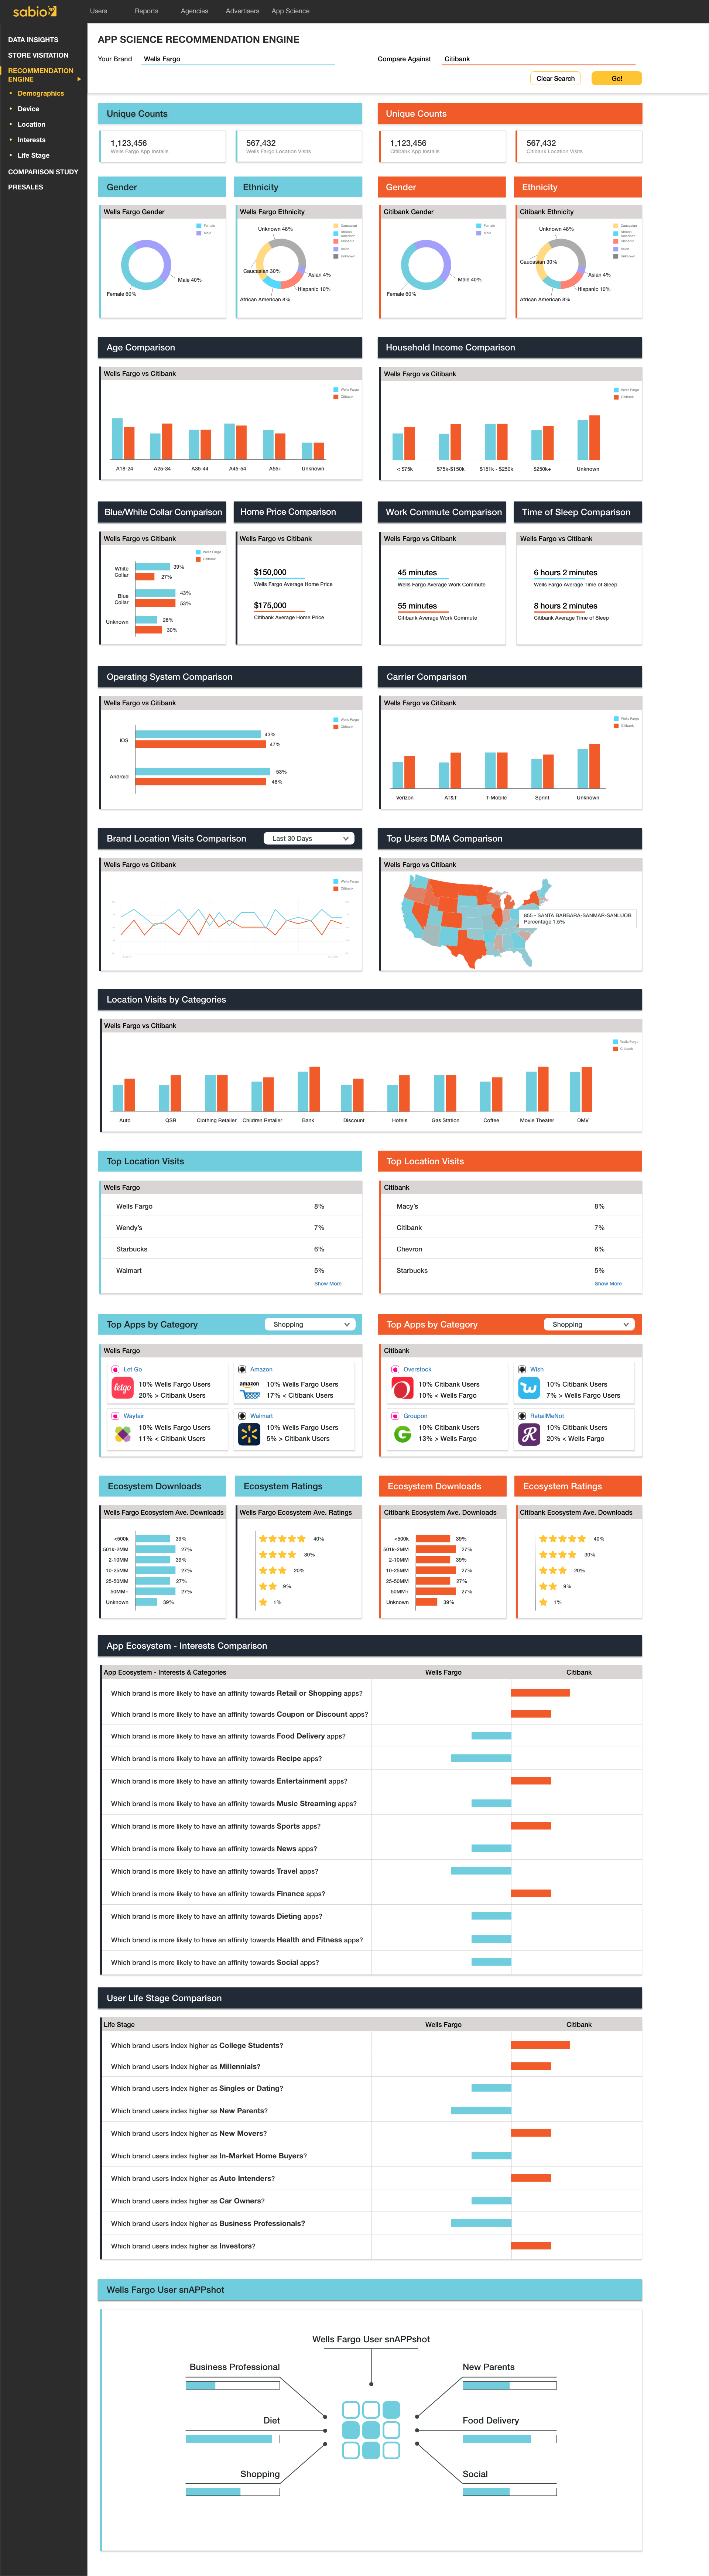 sabio
Users Reports Agencies Advertisers App Science
DATA INSIGHTS
STORE VISITATION
RECOMMENDATION
ENGINE
Demographics
Device
Location
Interests
Life Stage
COMPARISON STUDY
PRESALES
APP SCIENCE RECOMMENDATION ENGINE
Your Brand Wells Fargo Compare Against Citibank
Clear Search Go!
Unique Counts Unique Counts
1,123,456 567,432 1,123,456 567,432
Wells Fargo App Installs Wells Fargo Location Visits Citibank App Installs Citibank Location Visits
Gender Ethnicity Gender Ethnicity
Wells Fargo Gender
Female
Male
Male 40%
Female 60%
Wells Fargo Ethnicity
Unknown 48%
Caucasian
African
American
Hispanic
Asian
Unknown
Caucasian 30%
Asian 4%
Hispanic 10%
African American 8%
Citibank Gender
Female
Male
Male 40%
Female 60%
Citibank Ethnicity
Unknown 48%
Caucasian
African
American
Hispanic
Asian
Unknown
Caucasian 30%
Asian 4%
Hispanic 10%
African American 8%
Age Comparison
Wells Fargo vs Citibank
Wells Fargo
Citibank
A18-24 A25-34 A35-44 A45-54 A55+ Unknown
Household Income Comparison
Wells Fargo vs Citibank
Wells Fargo
Citibank
< $75k $75k-$150k $151k - $250k $250k+ Unknown
Blue/White Collar Comparison
Wells Fargo vs Citibank
Wells Fargo
Citibank
White
Collar
39%
27%
Blue
Collar
43%
53%
Unknown
28%
30%
Home Price Comparison
Wells Fargo vs Citibank
$150,000
Wells Fargo Average Home Price
$175,000
Citibank Average Home Price
Work Commute Comparison
Wells Fargo vs Citibank
45 minutes
Wells Fargo Average Work Commute
55 minutes
Citibank Average Work Commute
Time of Sleep Comparison
Wells Fargo vs Citibank
6 hours 2 minutes
Wells Fargo Average Time of Sleep
8 hours 2 minutes
Citibank Average Time of Sleep
Operating System Comparison
Wells Fargo vs Citibank
Wells Fargo
Citibank
iOS
43%
47%
Android
53%
48%
Carrier Comparison
Wells Fargo vs Citibank
Wells Fargo
Citibank
Verizon AT&T T-Mobile Sprint Unknown
Brand Location Visits Comparison Last 30 Days
Wells Fargo vs Citibank
Wells Fargo
Citibank
Top Users DMA Comparison
Wells Fargo vs Citibank
855 - SANTA BARBARA-SANMAR-SANLUOB
Percentage 1.5%
Location Visits by Categories
Wells Fargo vs Citibank
Wells Fargo
Citibank
Auto QSR Clothing Retailer Children Retailer Bank Discount Hotels Gas Station Coffee Movie Theater DMV
Top Location Visits
Wells Fargo
Wells Fargo 8%
Wendy's 7%
Starbucks 6%
Walmart 5%
Show More
Top Location Visits
Citibank
Macy's 8%
Citibank 7%
Chevron 6%
Starbucks 5%
Show More
Top Apps by Category Shopping
Wells Fargo
Let Go
letgo
10% Wells Fargo Users
20% > Citibank Users
Amazon
amazon
10% Wells Fargo Users
17% < Citibank Users
Wayfair
10% Wells Fargo Users
11% < Citibank Users
Walmart
10% Wells Fargo Users
5% > Citibank Users
Top Apps by Category Shopping
Citibank
Overstock
10% Citibank Users
10% < Wells Fargo
Wish
10% Citibank Users
7% > Wells Fargo Users
Groupon
G
10% Citibank Users
13% > Wells Fargo
RetailMeNot
R
10% Citibank Users
20% < Wells Fargo
Ecosystem Downloads
Wells Fargo Ecosystem Ave. Downloads
<500k 39%
501k-2MM 27%
2-10MM 39%
10-25MM 27%
25-50MM 27%
50MM+ 27%
Unknown 39%
Ecosystem Ratings
Wells Fargo Ecosystem Ave. Ratings
40%
30%
20%
9%
1%
Ecosystem Downloads
Citibank Ecosystem Ave. Downloads
<500k 39%
501k-2MM 27%
2-10MM 39%
10-25MM 27%
25-50MM 27%
50MM+ 27%
Unknown 39%
Ecosystem Ratings
Citibank Ecosystem Ave. Downloads
40%
30%
20%
9%
1%
App Ecosystem - Interests Comparison
App Ecosystem - Interests & Categories Wells Fargo Citibank
Which brand is more likely to have an affinity towards Retail or Shopping apps?
Which brand is more likely to have an affinity towards Coupon or Discount apps?
Which brand is more likely to have an affinity towards Food Delivery apps?
Which brand is more likely to have an affinity towards Recipe apps?
Which brand is more likely to have an affinity towards Entertainment apps?
Which brand is more likely to have an affinity towards Music Streaming apps?
Which brand is more likely to have an affinity towards Sports apps?
Which brand is more likely to have an affinity towards News apps?
Which brand is more likely to have an affinity towards Travel apps?
Which brand is more likely to have an affinity towards Finance apps?
Which brand is more likely to have an affinity towards Dieting apps?
Which brand is more likely to have an affinity towards Health and Fitness apps?
Which brand is more likely to have an affinity towards Social apps?
User Life Stage Comparison
Life Stage Wells Fargo Citibank
Which brand users index higher as College Students?
Which brand users index higher as Millennials?
Which brand users index higher as Singles or Dating?
Which brand users index higher as New Parents?
Which brand users index higher as New Movers?
Which brand users index higher as In-Market Home Buyers?
Which brand users index higher as Auto Intenders?
Which brand users index higher as Car Owners?
Which brand users index higher as Business Professionals?
Which brand users index higher as Investors?
Wells Fargo User snAPPshot
Wells Fargo User snAPPshot
Business Professional New Parents
Diet Food Delivery
Shopping Social